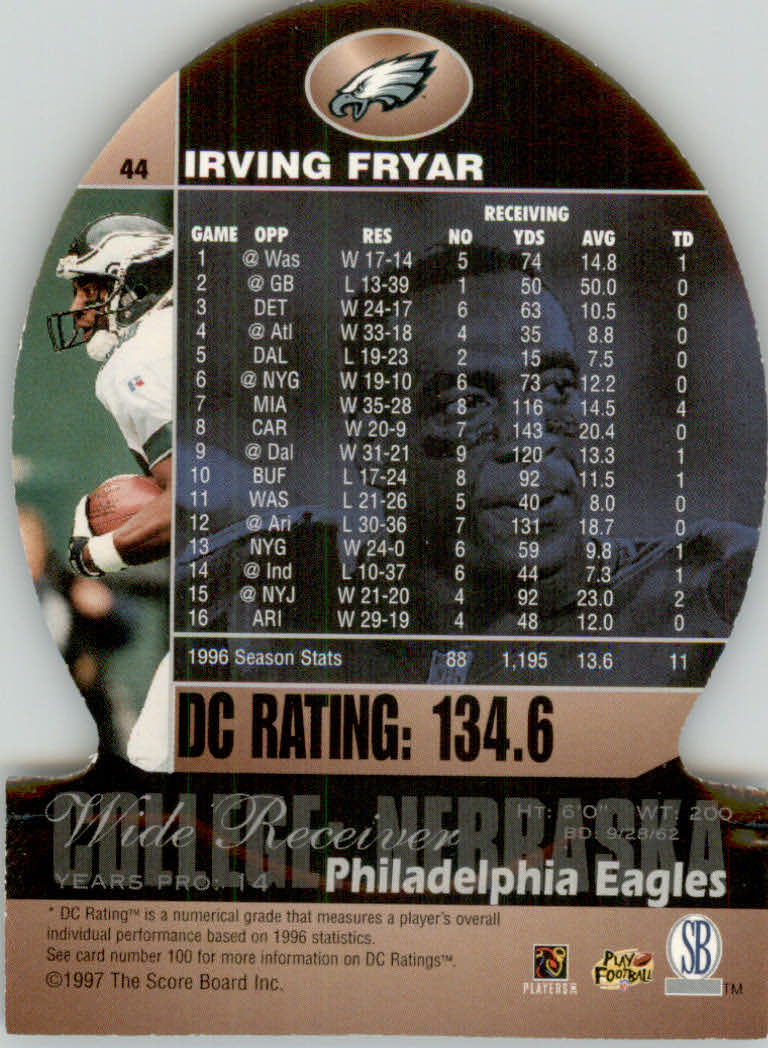 44 IRVING FRYAR
RECEIVING
GAME OPP RES NO YDS AVG TD
1 @ Was W 17-14 5 74 14.8 1
2 @ GB L 13-39 1 50 50.0 0
3 DET W 24-17 6 63 10.5 0
4 @ Atl W 33-18 4 35 8.8 0
5 DAL L 19-23 2 15 7.5 0
6 @ NYG W 19-10 6 73 12.2 0
7 MIA W 35-28 8 116 14.5 4
8 CAR W 20-9 7 143 20.4 0
9 @ Dal W 31-21 9 120 13.3 1
10 BUF L 17-24 8 92 11.5 1
11 WAS L 21-26 5 40 8.0 0
12 @ Ari L 30-36 7 131 18.7 0
13 NYG W 24-0 6 59 9.8 1
14 @ Ind L 10-37 6 44 7.3 1
15 @ NYJ W 21-20 4 92 23.0 2
16 ARI W 29-19 4 48 12.0 0
1996 Season Stats 88 1,195 13.6 11
DC RATING: 134.6
COLLEGE: NEBRASKA
Wide Receiver
HT: 6'0" WT: 200
BD: 9/28/62
YEARS PRO: 14
Philadelphia Eagles
* DC Rating™ is a numerical grade that measures a player's overall
individual performance based on 1996 statistics.
See card number 100 for more information on DC Ratings™.
©1997 The Score Board Inc.
PLAYERS INC
PLAY FOOTBALL
SB TM